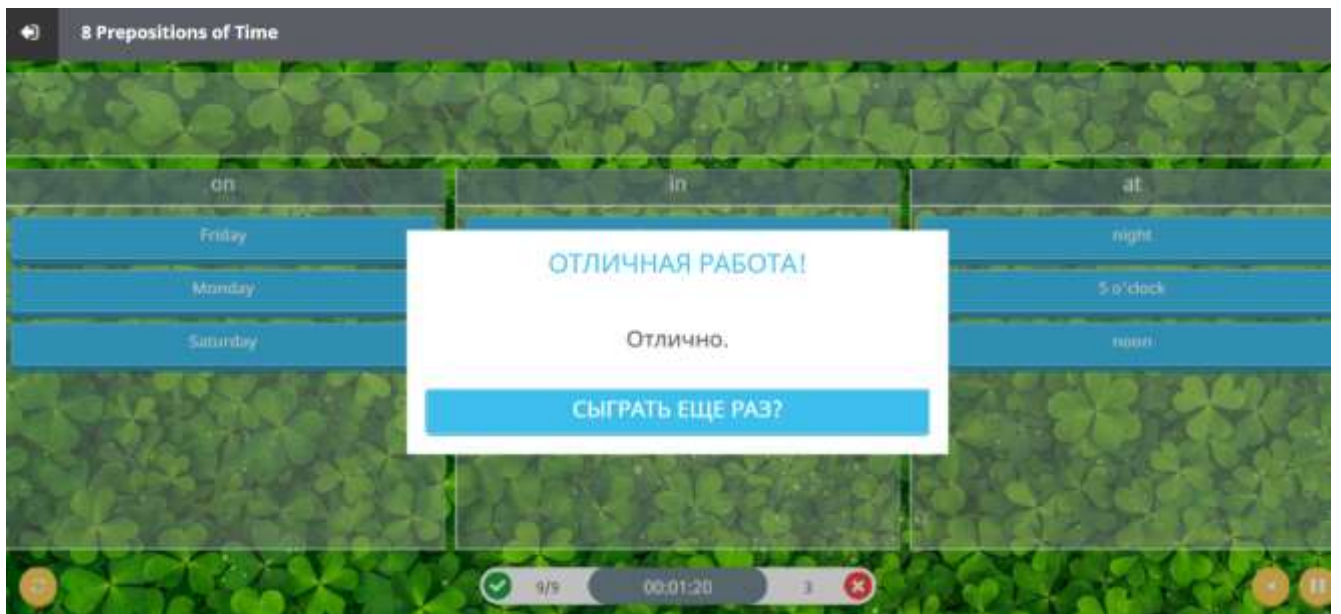 8 Prepositions of Time
on in at
Friday night
ОТЛИЧНАЯ РАБОТА!
Monday 5 o'clock
Saturday Отлично. noon
СЫГРАТЬ ЕЩЕ РАЗ?
9/9 00:01:20 3